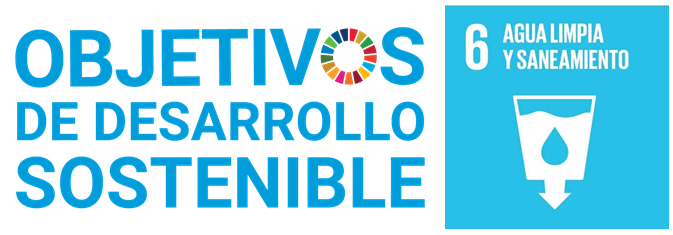 OBJETIVOS
DE DESARROLLO
SOSTENIBLE
6 AGUA LIMPIA
Y SANEAMIENTO